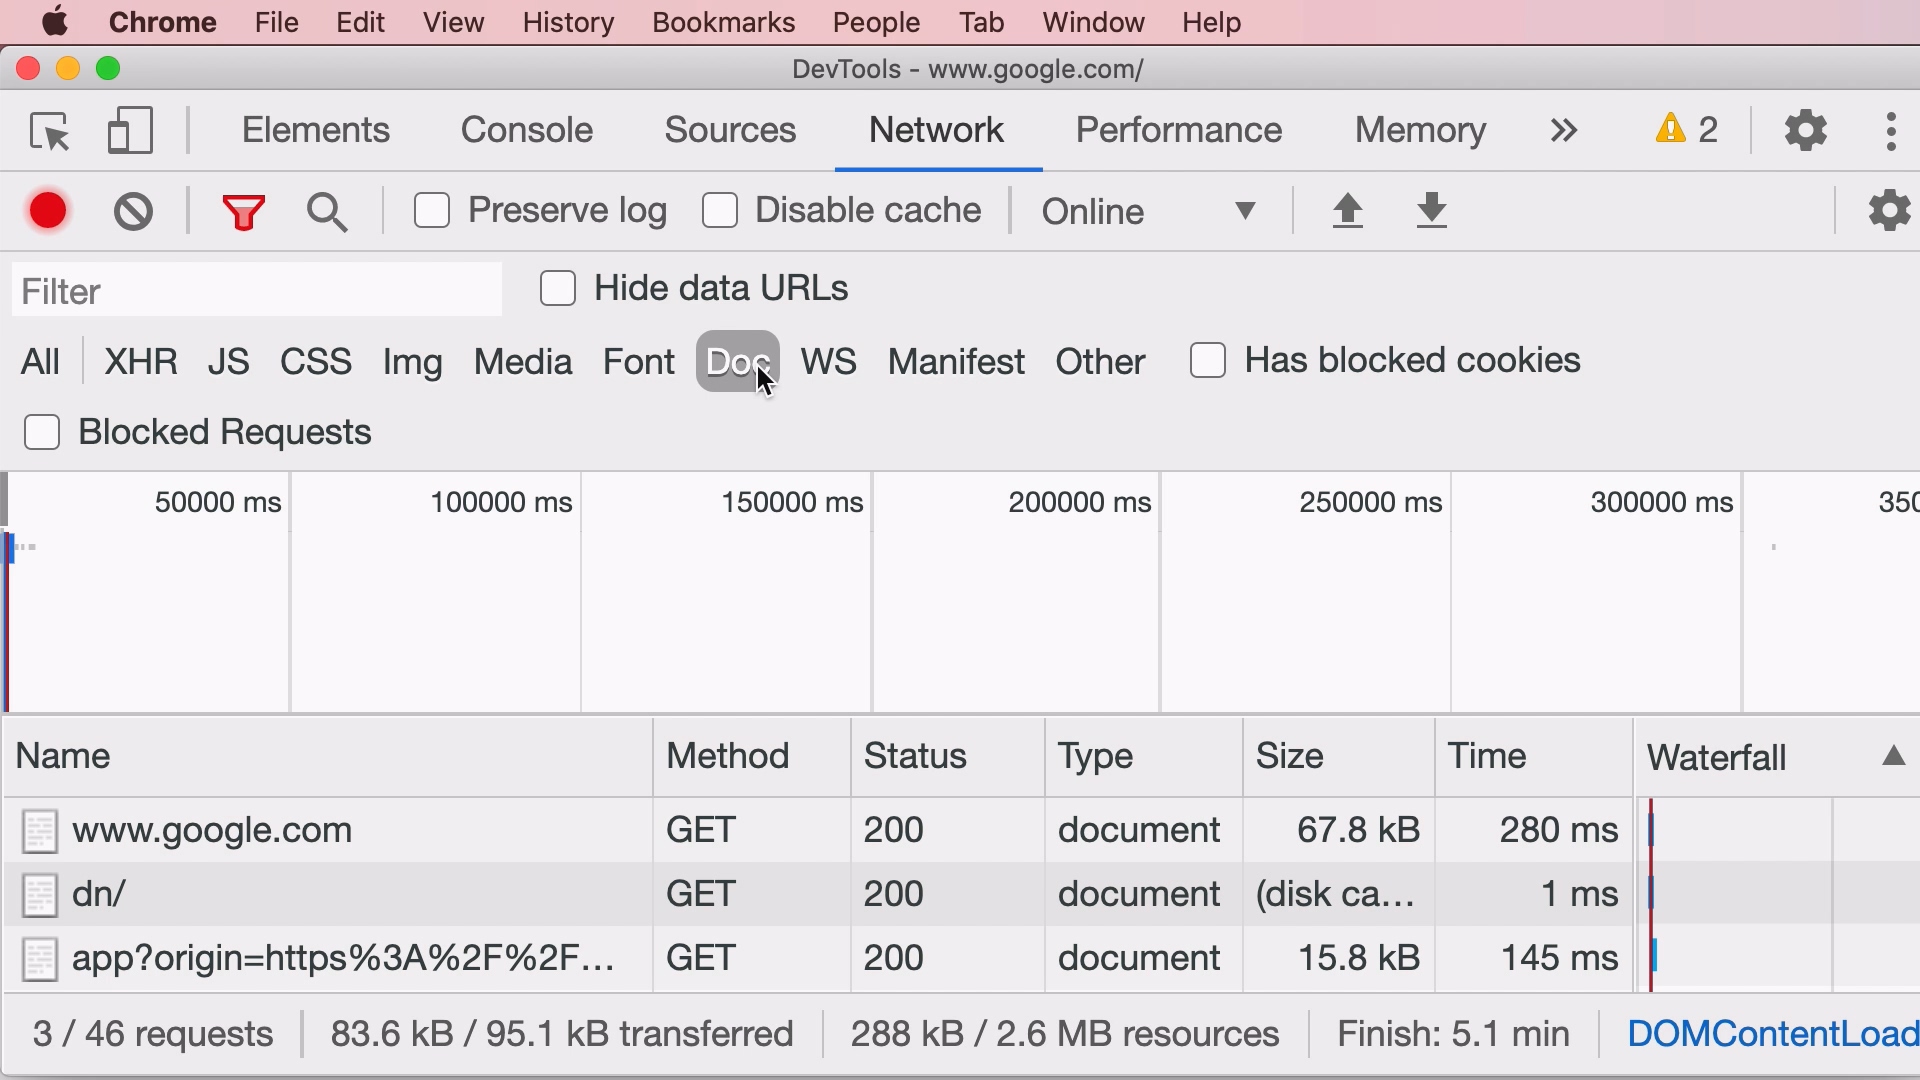 Chrome File Edit View History Bookmarks People Tab Window Help
DevTools - www.google.com/
Elements Console Sources Network Performance Memory » 2
Preserve log Disable cache Online
Filter Hide data URLs
All XHR JS CSS Img Media Font Doc WS Manifest Other Has blocked cookies
Blocked Requests
50000 ms 100000 ms 150000 ms 200000 ms 250000 ms 300000 ms 350
Name Method Status Type Size Time Waterfall ▲
www.google.com GET 200 document 67.8 kB 280 ms
dn/ GET 200 document (disk ca... 1 ms
app?origin=https%3A%2F%2F... GET 200 document 15.8 kB 145 ms
3 / 46 requests 83.6 kB / 95.1 kB transferred 288 kB / 2.6 MB resources Finish: 5.1 min DOMContentLoad